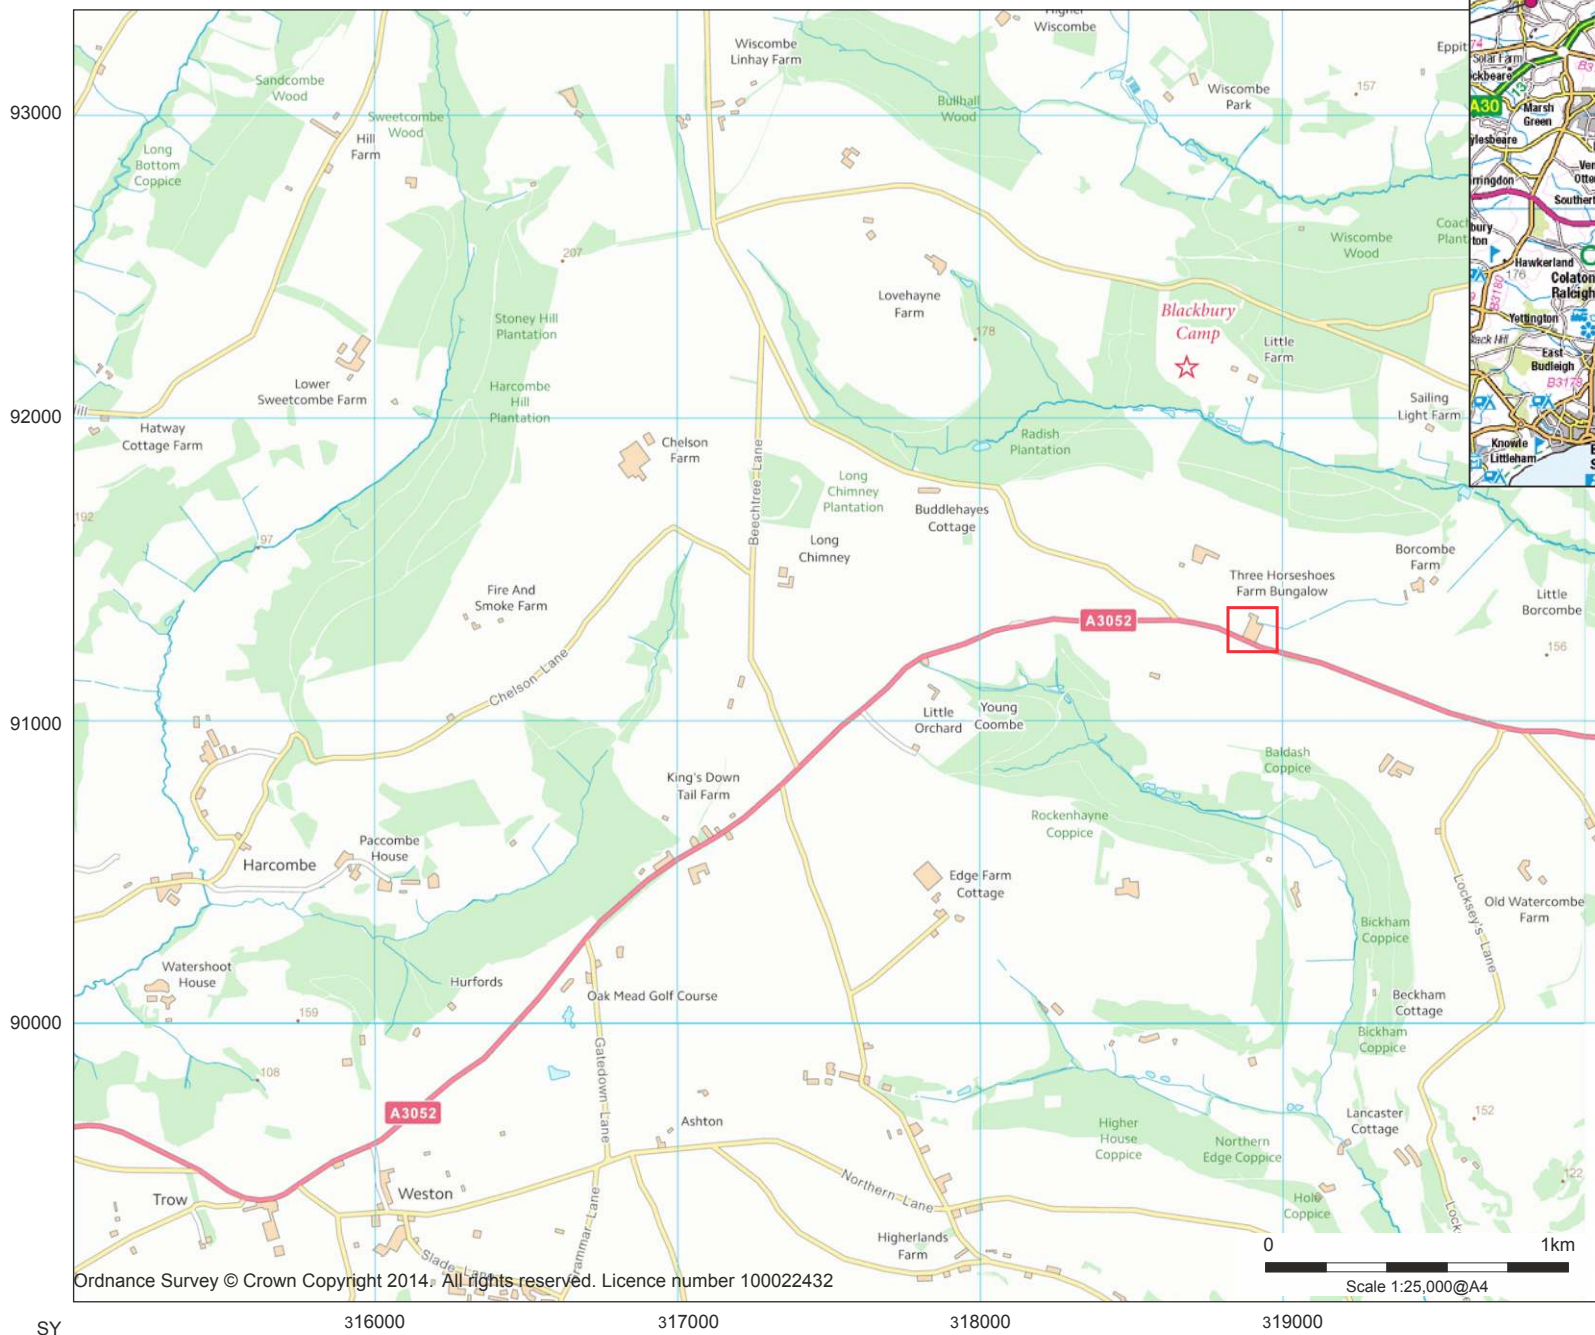 93000
92000
91000
90000
SY
316000
317000
318000
319000
Wiscombe
Wiscombe
Linhay Farm
Sandcombe
Wood
Sweetcombe
Wood
Hill
Farm
Long
Bottom
Coppice
Bullhall
Wood
Wiscombe
Park
157
207
Wiscombe
Wood
Stoney Hill
Plantation
Lovehayne
Farm
178
Blackbury
Camp
Little
Farm
Lower
Sweetcombe Farm
Harcombe
Hill
Plantation
Sailing
Light Farm
Hatway
Cottage Farm
Chelson
Farm
Beechtree Lane
Radish
Plantation
Long
Chimney
Plantation
Buddlehayes
Cottage
192
97
Long
Chimney
Borcombe
Farm
Fire And
Smoke Farm
Three Horseshoes
Farm Bungalow
Little
Borcombe
A3052
156
Chelson Lane
Little
Orchard
Young
Coombe
Baldash
Coppice
King's Down
Tail Farm
Rockenhayne
Coppice
Paccombe
House
Harcombe
Edge Farm
Cottage
Locksey's Lane
Old Watercombe
Farm
Bickham
Coppice
Watershoot
House
Hurfords
Oak Mead Golf Course
Beckham
Cottage
159
Bickham
Coppice
108
Gatedown Lane
A3052
Ashton
Higher
House
Coppice
Northern
Edge Coppice
Lancaster
Cottage
152
122
Trow
Weston
Northern Lane
Hole
Coppice
Higherlands
Farm
Slade Lane
0 1km
Scale 1:25,000@A4
Ordnance Survey © Crown Copyright 2014. All rights reserved. Licence number 100022432
Solar Farm
A30
Marsh
Green
Hawkerland
176
Colaton
Raleigh
B3180
Yettington
East
Budleigh
B3178
Knowle
Littleham